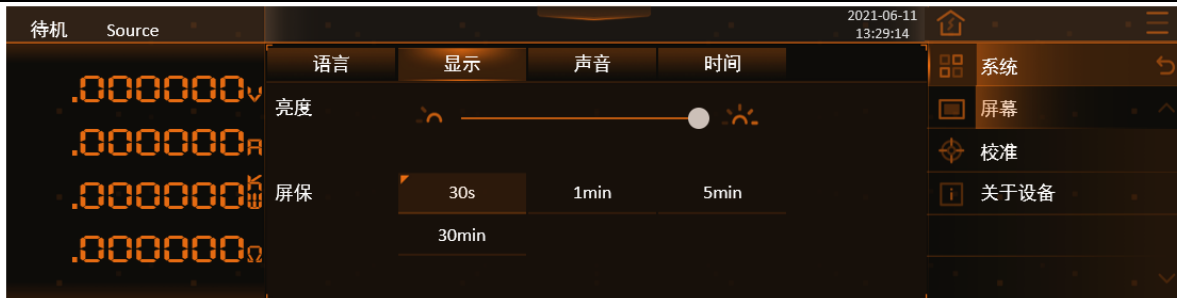 待机 Source
2021-06-11
13:29:14
.000000V
.000000A
.000000KW
.000000Ω
语言 显示 声音 时间
亮度
屏保 30s 1min 5min
30min
系统
屏幕
校准
关于设备